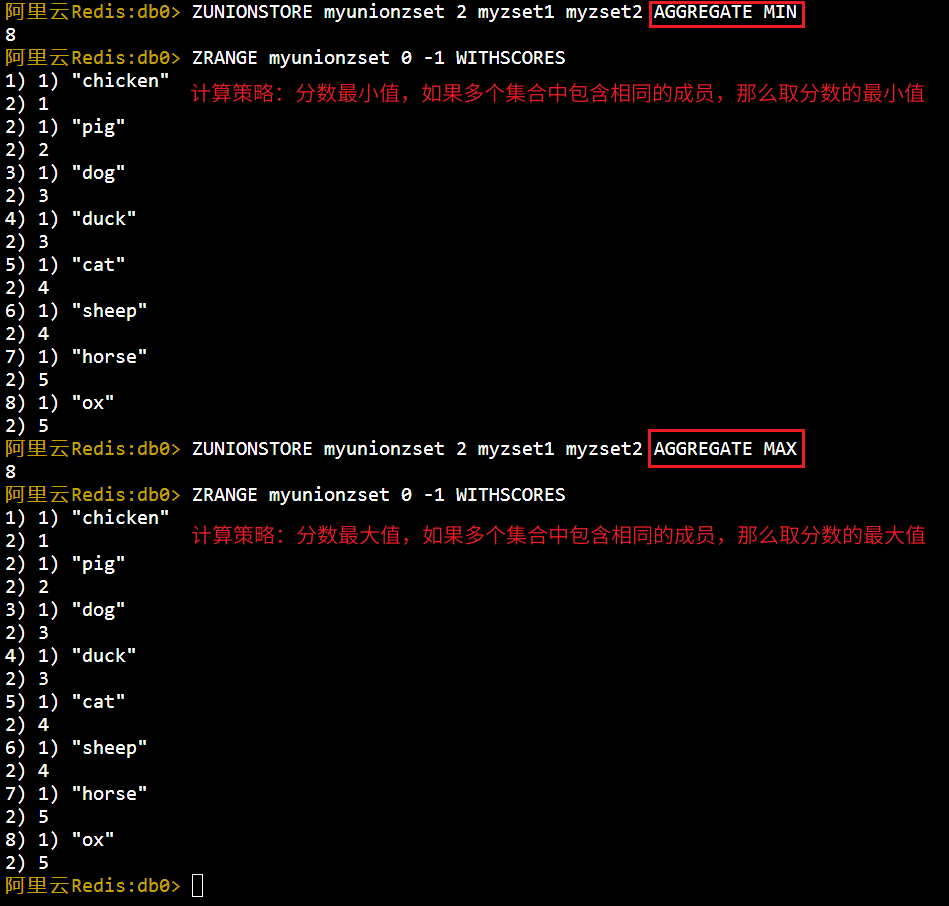 阿里云Redis:db0> ZUNIONSTORE myunionzset 2 myzset1 myzset2 AGGREGATE MIN
8
阿里云Redis:db0> ZRANGE myunionzset 0 -1 WITHSCORES
1) 1) "chicken"
计算策略：分数最小值，如果多个集合中包含相同的成员，那么取分数的最小值
2) 1
2) 1) "pig"
2) 2
3) 1) "dog"
2) 3
4) 1) "duck"
2) 3
5) 1) "cat"
2) 4
6) 1) "sheep"
2) 4
7) 1) "horse"
2) 5
8) 1) "ox"
2) 5
阿里云Redis:db0> ZUNIONSTORE myunionzset 2 myzset1 myzset2 AGGREGATE MAX
8
阿里云Redis:db0> ZRANGE myunionzset 0 -1 WITHSCORES
1) 1) "chicken"
计算策略：分数最大值，如果多个集合中包含相同的成员，那么取分数的最大值
2) 1
2) 1) "pig"
2) 2
3) 1) "dog"
2) 3
4) 1) "duck"
2) 3
5) 1) "cat"
2) 4
6) 1) "sheep"
2) 4
7) 1) "horse"
2) 5
8) 1) "ox"
2) 5
阿里云Redis:db0>